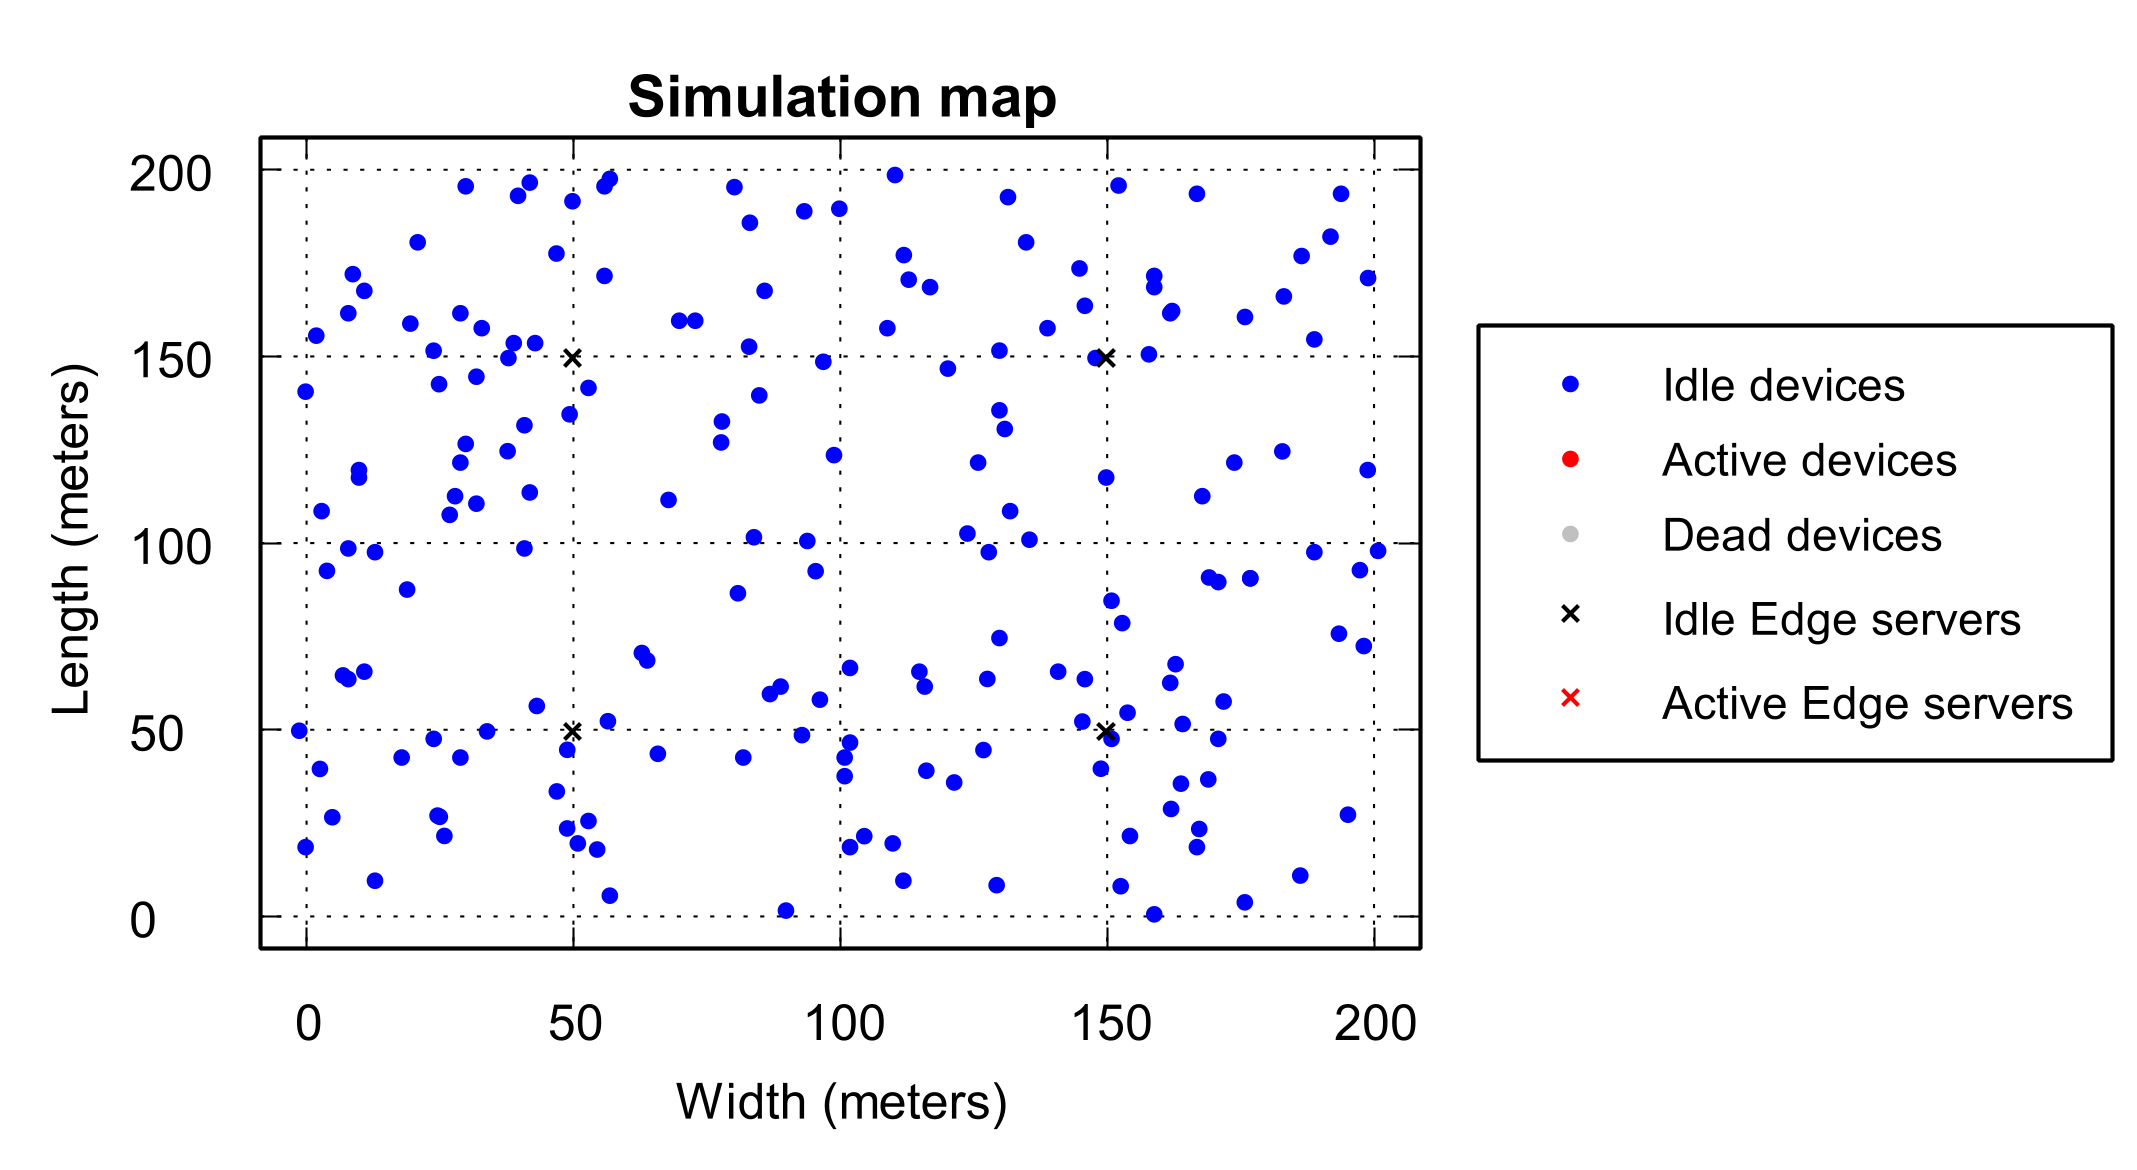 Simulation map
200
150
100
50
0
Length (meters)
0 50 100 150 200
Width (meters)
Idle devices
Active devices
Dead devices
Idle Edge servers
Active Edge servers